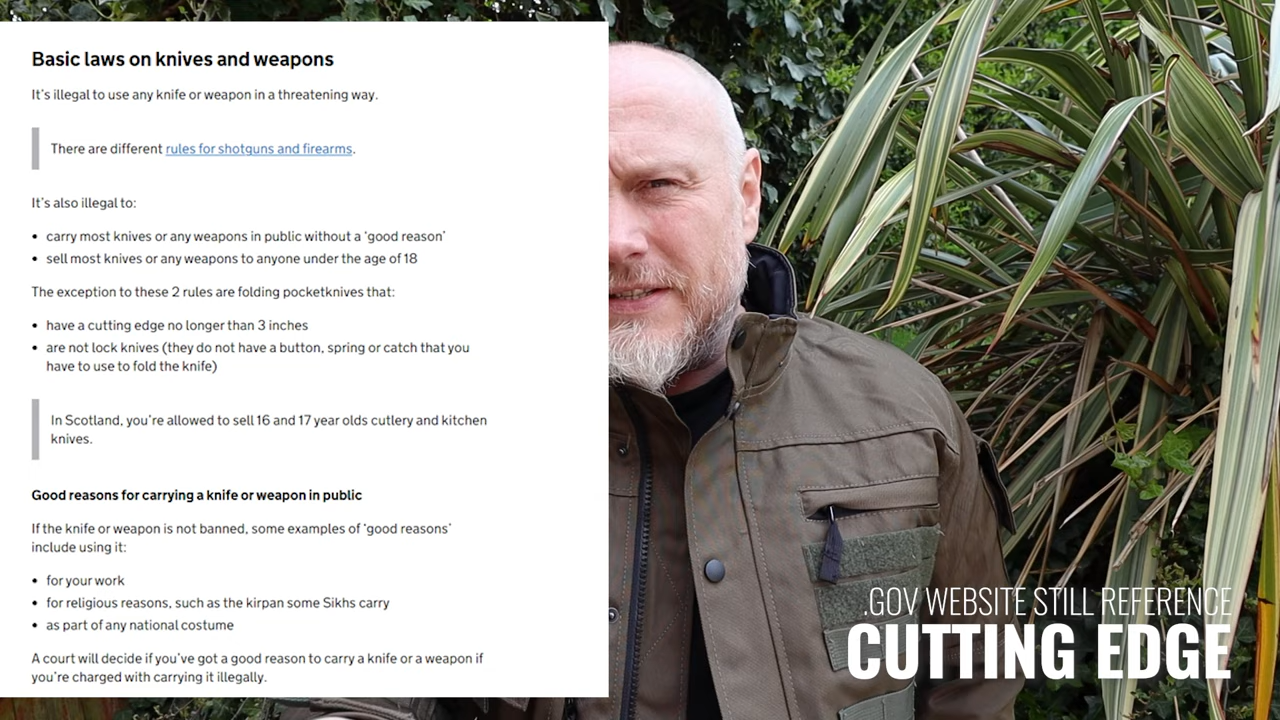 Basic laws on knives and weapons
It's illegal to use any knife or weapon in a threatening way.
There are different rules for shotguns and firearms.
It's also illegal to:
• carry most knives or any weapons in public without a 'good reason'
• sell most knives or any weapons to anyone under the age of 18
The exception to these 2 rules are folding pocketknives that:
• have a cutting edge no longer than 3 inches
• are not lock knives (they do not have a button, spring or catch that you
have to use to fold the knife)
In Scotland, you're allowed to sell 16 and 17 year olds cutlery and kitchen
knives.
Good reasons for carrying a knife or weapon in public
If the knife or weapon is not banned, some examples of 'good reasons'
include using it:
• for your work
• for religious reasons, such as the kirpan some Sikhs carry
• as part of any national costume
A court will decide if you've got a good reason to carry a knife or a weapon if
you're charged with carrying it illegally.
.GOV WEBSITE STILL REFERENCE
CUTTING EDGE